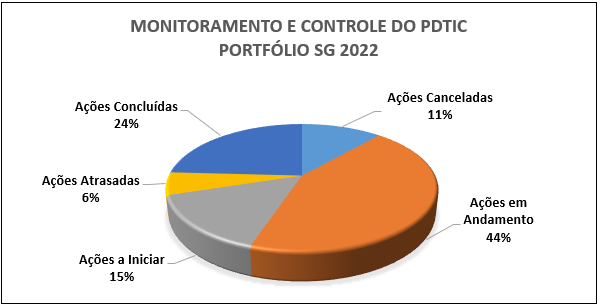 MONITORAMENTO E CONTROLE DO PDTIC
PORTFÓLIO SG 2022
Ações Concluídas
24%
Ações Canceladas
11%
Ações Atrasadas
6%
Ações em
Andamento
44%
Ações a Iniciar
15%